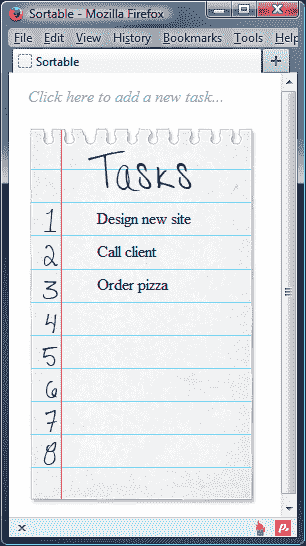 Sortable - Mozilla Firefox
File Edit View History Bookmarks Tools Help
Sortable
Click here to add a new task...
Tasks
1 Design new site
2 Call client
3 Order pizza
4
5
6
7
8